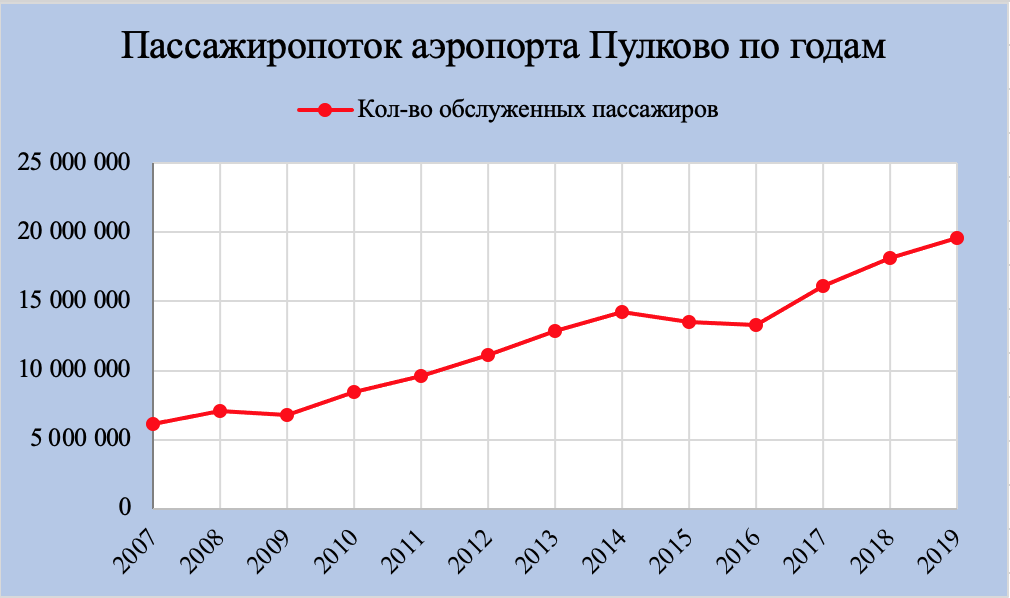 Пассажиропоток аэропорта Пулково по годам
Кол-во обслуженных пассажиров
25 000 000
20 000 000
15 000 000
10 000 000
5 000 000
0
2007 2008 2009 2010 2011 2012 2013 2014 2015 2016 2017 2018 2019